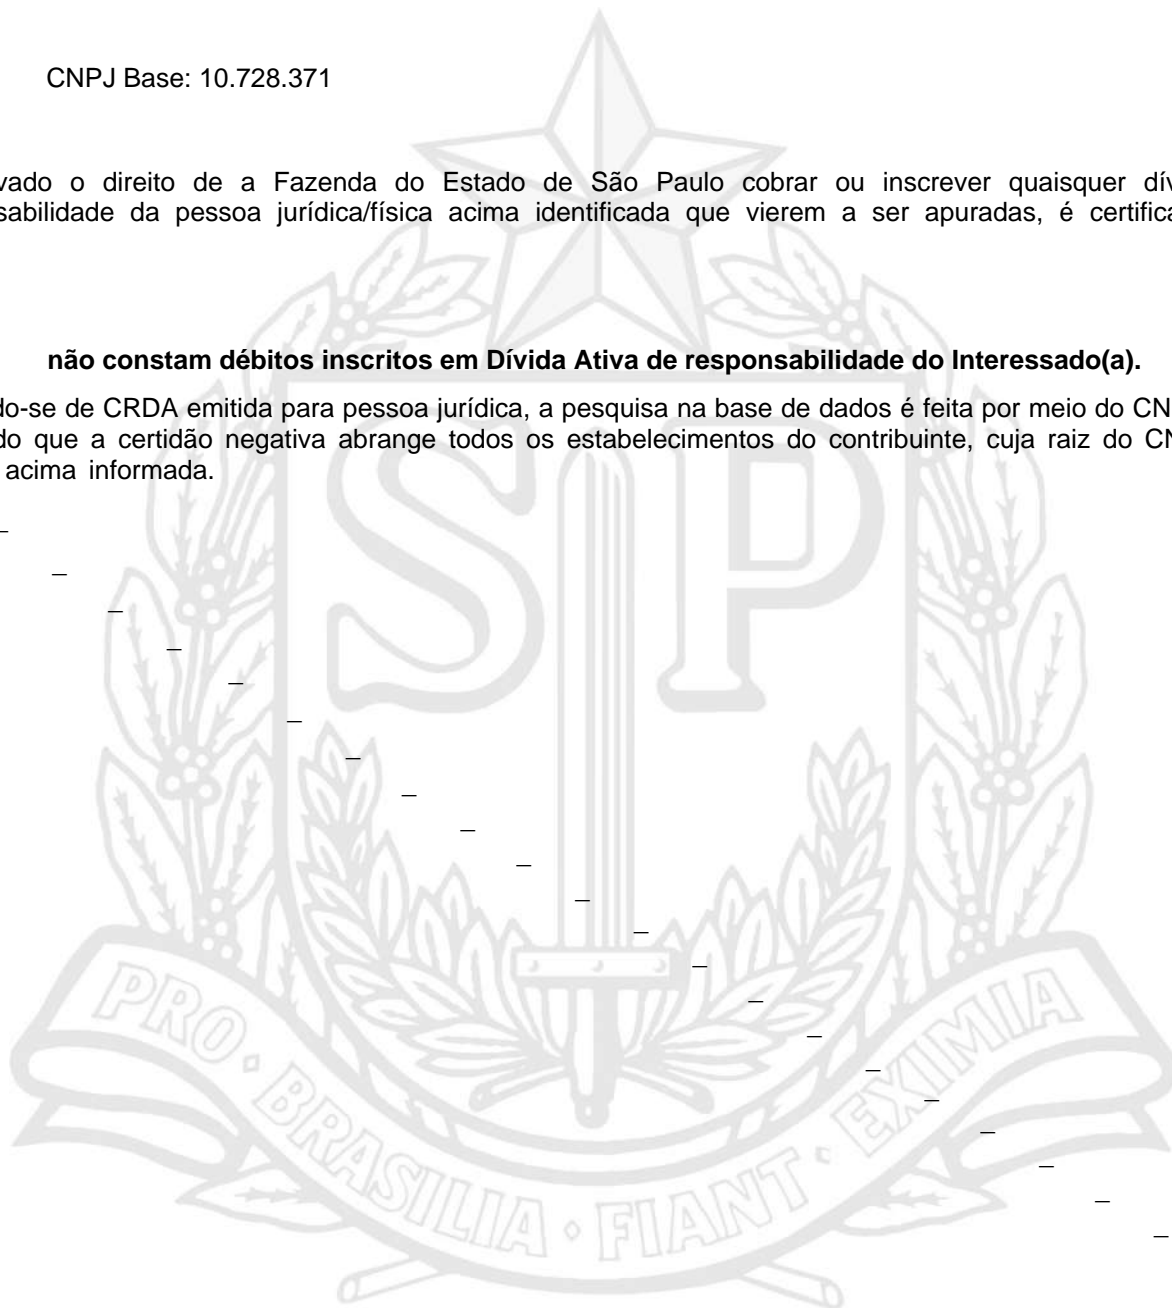 CNPJ Base: 10.728.371
vado o direito de a Fazenda do Estado de São Paulo cobrar ou inscrever quaisquer dív
sabilidade da pessoa jurídica/física acima identificada que vierem a ser apuradas, é certifica
não constam débitos inscritos em Dívida Ativa de responsabilidade do Interessado(a).
do-se de CRDA emitida para pessoa jurídica, a pesquisa na base de dados é feita por meio do CN
do que a certidão negativa abrange todos os estabelecimentos do contribuinte, cuja raiz do CN
acima informada.
SP
PRO • BRASILIA • FIANT • EXIMIA